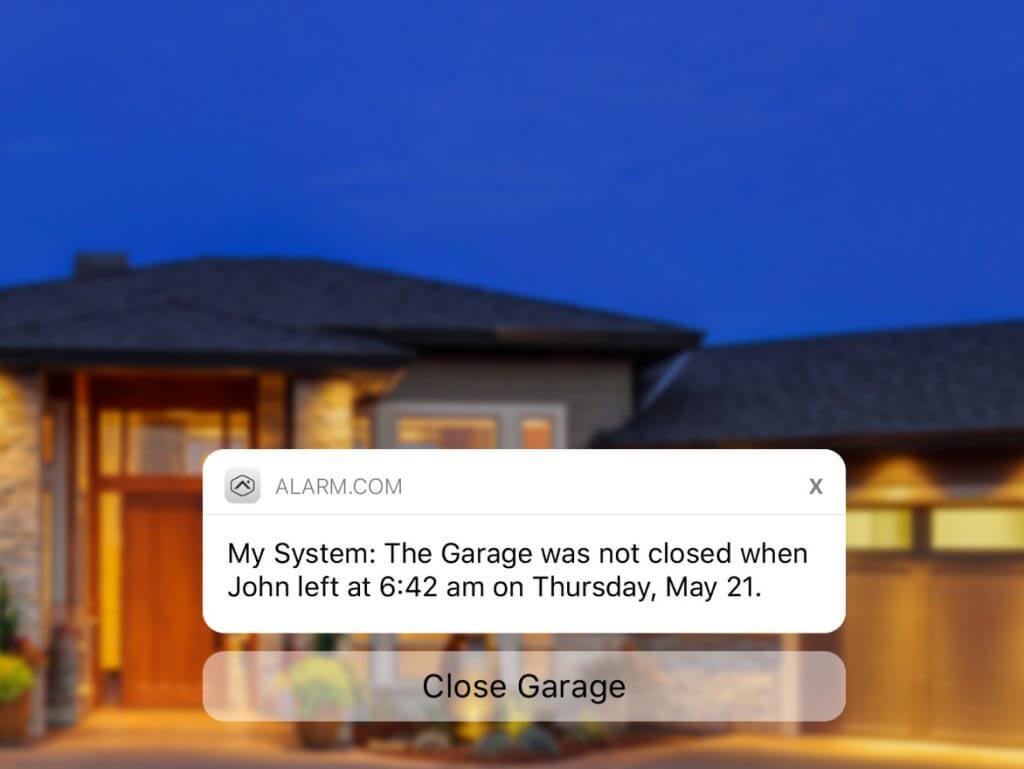 ALARM.COM X
My System: The Garage was not closed when
John left at 6:42 am on Thursday, May 21.
Close Garage